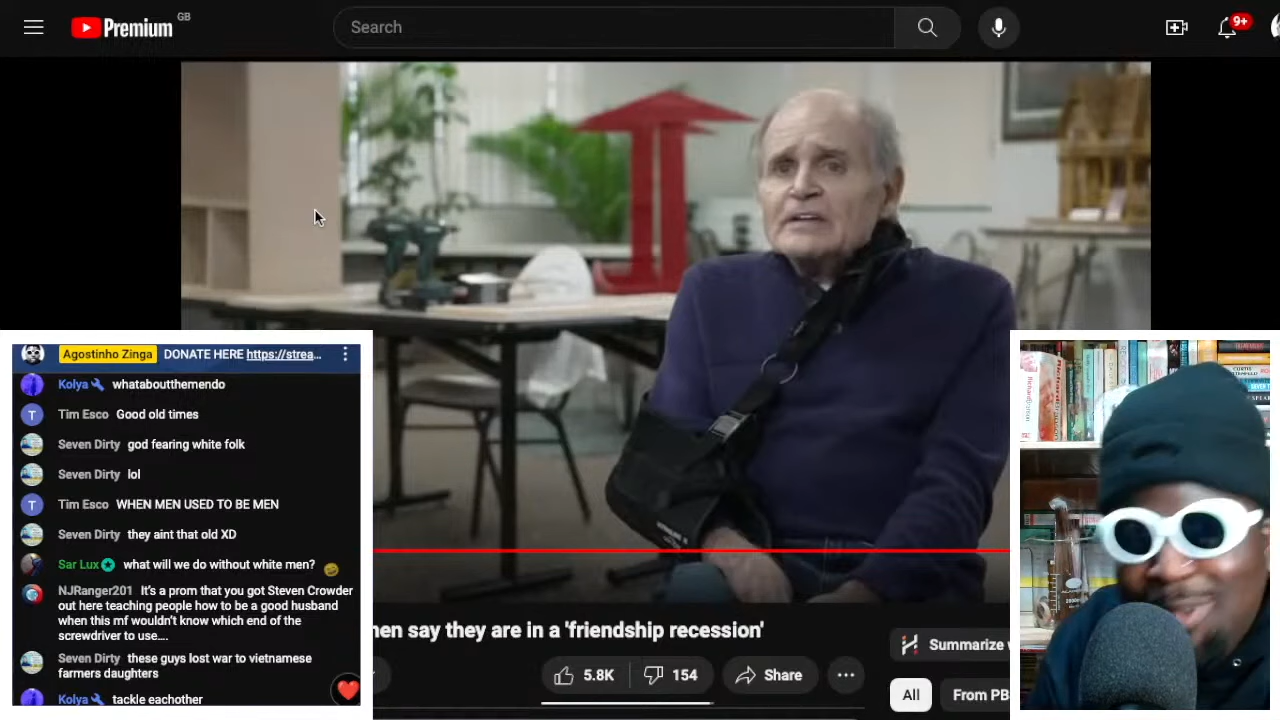 GB
Premium
Search
9+
Agostinho Zinga DONATE HERE https://strea...
Kolya whataboutthemendo
T Tim Esco Good old times
Seven Dirty god fearing white folk
Seven Dirty lol
T Tim Esco WHEN MEN USED TO BE MEN
Seven Dirty they aint that old XD
Sar Lux what will we do without white men?
NJRanger201 It's a prom that you got Steven Crowder
out here teaching people how to be a good husband
when this mf wouldn't know which end of the
screwdriver to use....
Seven Dirty these guys lost war to vietnamese
farmers daughters
Kolya tackle eachother
say they are in a 'friendship recession'
5.8K
154
Share
Summarize
All
From